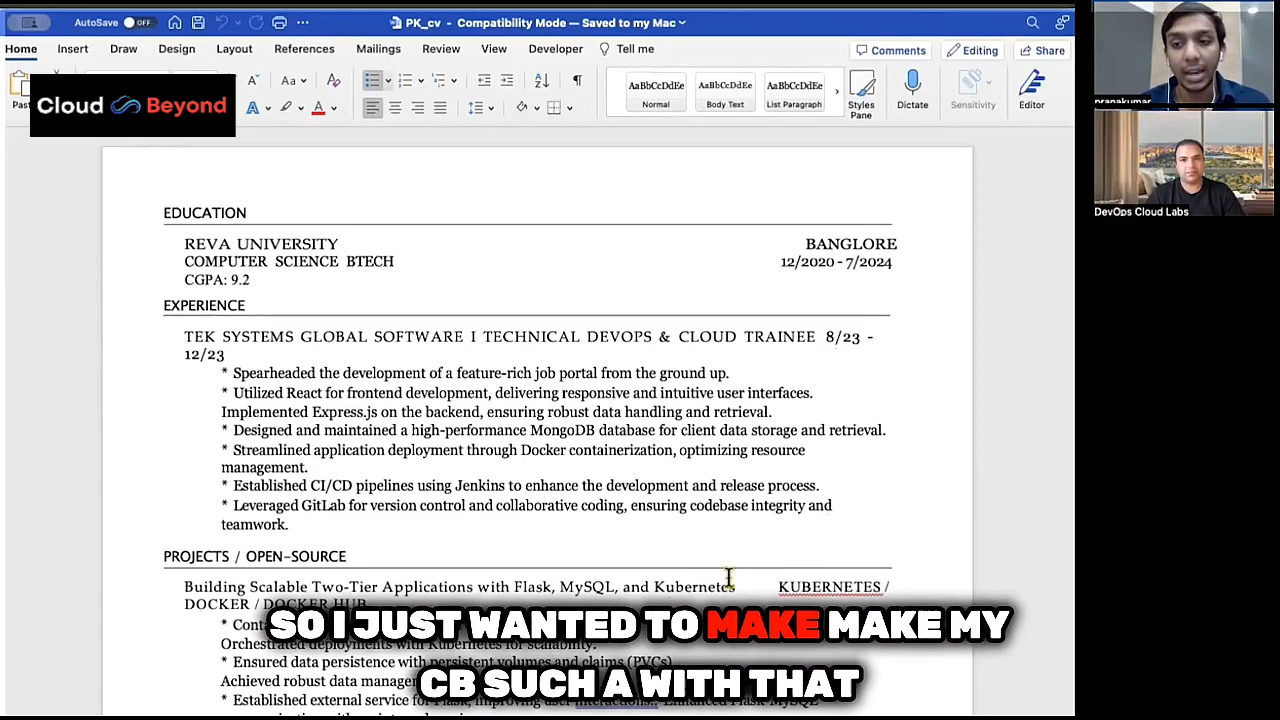 AutoSave OFF
PK_cv - Compatibility Mode — Saved to my Mac
Home Insert Draw Design Layout References Mailings Review View Developer Tell me
Comments Editing Share
Cloud Beyond
Aa
A
AaBbCcDdEe AaBbCcDdEe AaBbCcDdEe
Normal Body Text List Paragraph
Styles Pane
Dictate
Sensitivity
Editor
DevOps Cloud Labs
EDUCATION
REVA UNIVERSITY BANGLORE
COMPUTER SCIENCE BTECH 12/2020 - 7/2024
CGPA: 9.2
EXPERIENCE
TEK SYSTEMS GLOBAL SOFTWARE I TECHNICAL DEVOPS & CLOUD TRAINEE 8/23 -
12/23
* Spearheaded the development of a feature-rich job portal from the ground up.
* Utilized React for frontend development, delivering responsive and intuitive user interfaces.
Implemented Express.js on the backend, ensuring robust data handling and retrieval.
* Designed and maintained a high-performance MongoDB database for client data storage and retrieval.
* Streamlined application deployment through Docker containerization, optimizing resource
management.
* Established CI/CD pipelines using Jenkins to enhance the development and release process.
* Leveraged GitLab for version control and collaborative coding, ensuring codebase integrity and
teamwork.
PROJECTS / OPEN-SOURCE
Building Scalable Two-Tier Applications with Flask, MySQL, and Kubernetes KUBERNETES /
DOCKER / DOCKER HUB
SO I JUST WANTED TO MAKE MAKE MY
Orchestrated deployments with Kubernetes for scalability.
* Ensured data persistence with persistent volumes and claims (PVCs)
Achieved robust data
CB SUCH A WITH THAT
* Established external service for Flask, improving user interactions.